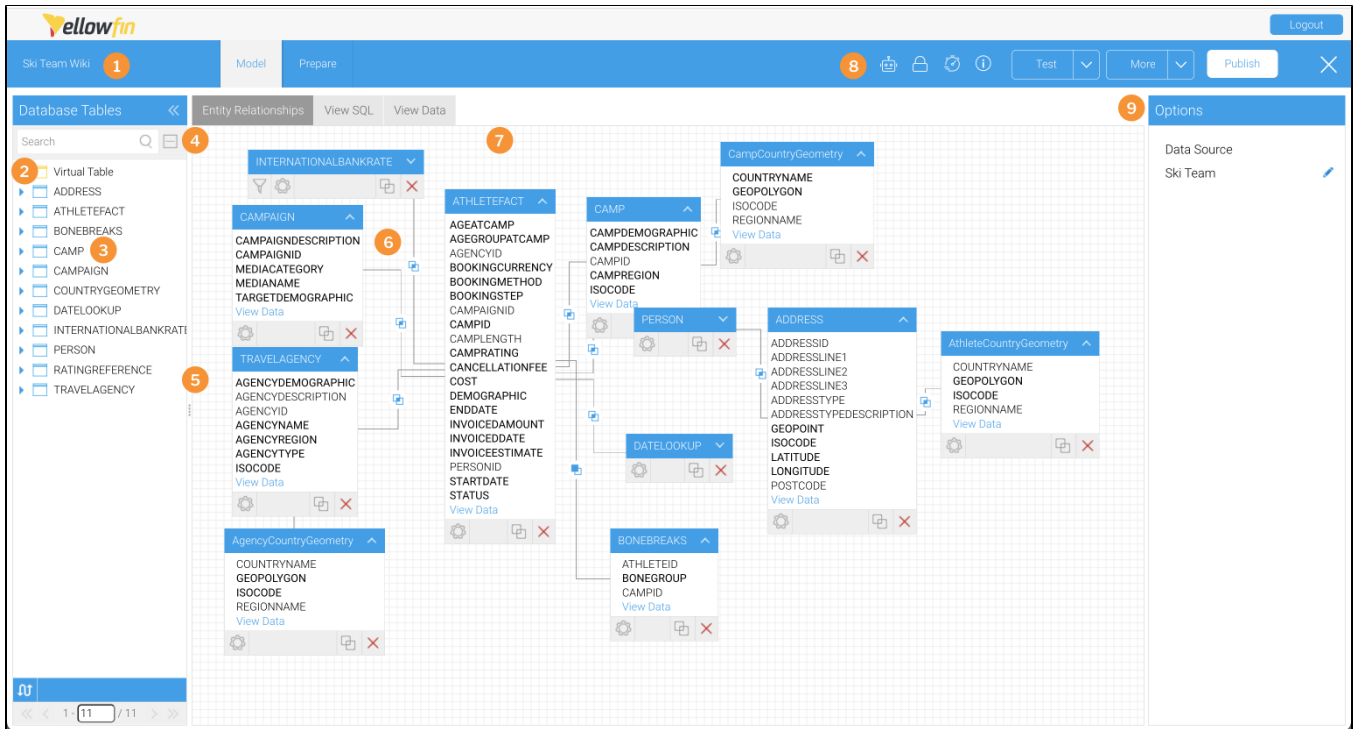 Yellowfin
Logout
Ski Team Wiki
1
Model
Prepare
8
Test
More
Publish
Database Tables
Entity Relationships
View SQL
View Data
9
Options
Search
4
7
Data Source
Ski Team
2
Virtual Table
ADDRESS
ATHLETEFACT
BONEBREAKS
CAMP
3
CAMPAIGN
COUNTRYGEOMETRY
DATELOOKUP
INTERNATIONALBANKRATE
PERSON
RATINGREFERENCE
TRAVELAGENCY
5
1 - 11 / 11
INTERNATIONALBANKRATE
CAMPAIGN
6
CAMPAIGNDESCRIPTION
CAMPAIGNID
MEDIACATEGORY
MEDIANAME
TARGETDEMOGRAPHIC
View Data
TRAVELAGENCY
AGENCYDEMOGRAPHIC
AGENCYDESCRIPTION
AGENCYID
AGENCYNAME
AGENCYREGION
AGENCYTYPE
ISOCODE
View Data
AgencyCountryGeometry
COUNTRYNAME
GEOPOLYGON
ISOCODE
REGIONNAME
View Data
ATHLETEFACT
AGEATCAMP
AGEGROUPATCAMP
AGENCYID
BOOKINGCURRENCY
BOOKINGMETHOD
BOOKINGSTEP
CAMPAIGNID
CAMPID
CAMPLENGTH
CAMPRATING
CANCELLATIONFEE
COST
DEMOGRAPHIC
ENDDATE
INVOICEDAMOUNT
INVOICEDDATE
INVOICEESTIMATE
PERSONID
STARTDATE
STATUS
View Data
CAMP
CAMPDEMOGRAPHIC
CAMPDESCRIPTION
CAMPID
CAMPREGION
ISOCODE
View Data
CampCountryGeometry
COUNTRYNAME
GEOPOLYGON
ISOCODE
REGIONNAME
View Data
PERSON
DATELOOKUP
BONEBREAKS
ATHLETEID
BONEGROUP
CAMPID
View Data
ADDRESS
ADDRESSID
ADDRESSLINE1
ADDRESSLINE2
ADDRESSLINE3
ADDRESSTYPE
ADDRESSTYPEDESCRIPTION
GEOPOINT
ISOCODE
LATITUDE
LONGITUDE
POSTCODE
View Data
AthleteCountryGeometry
COUNTRYNAME
GEOPOLYGON
ISOCODE
REGIONNAME
View Data